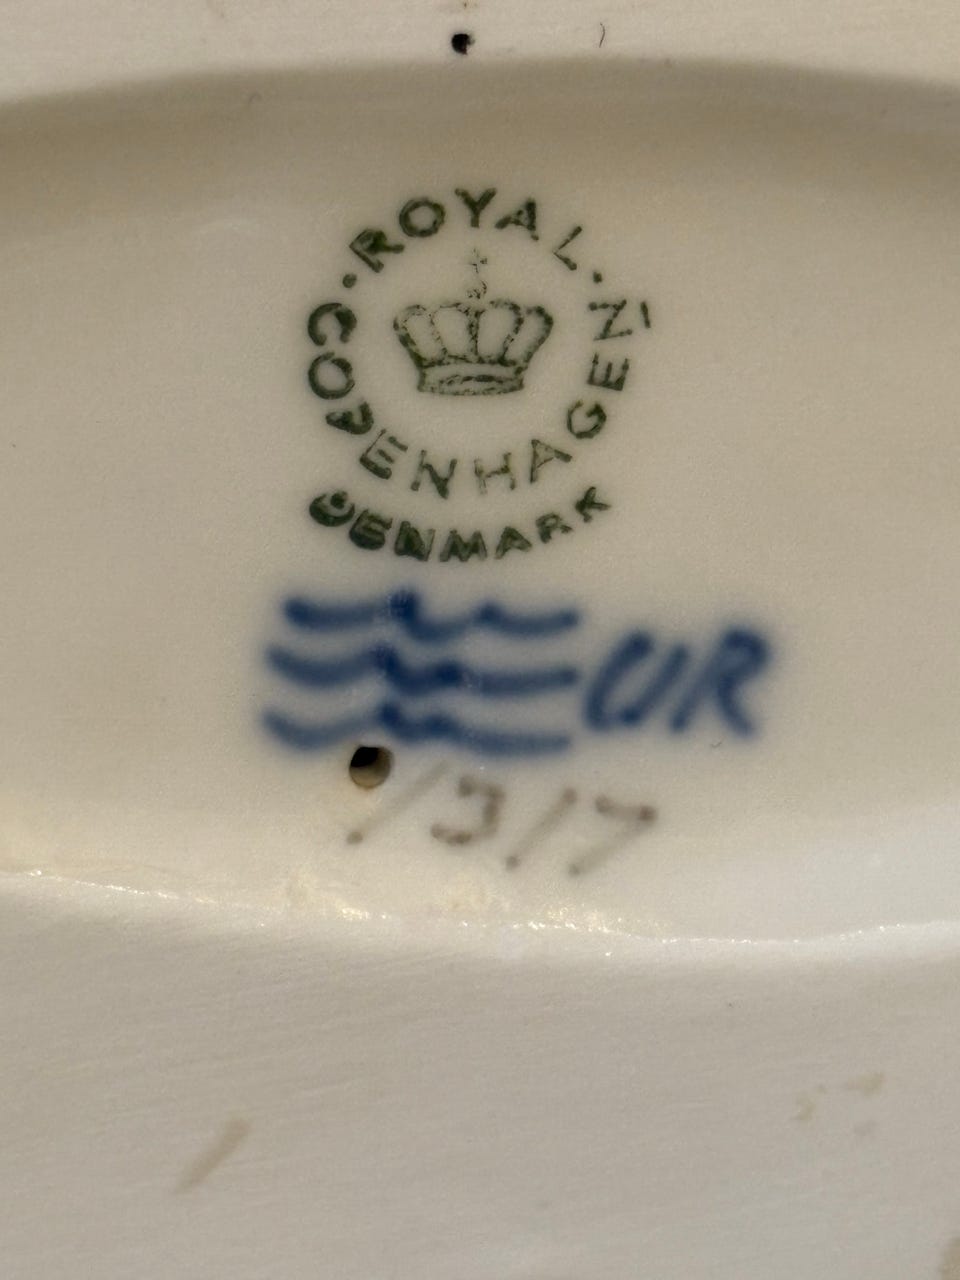 ROYAL
COPENHAGEN
DENMARK
UR
1317